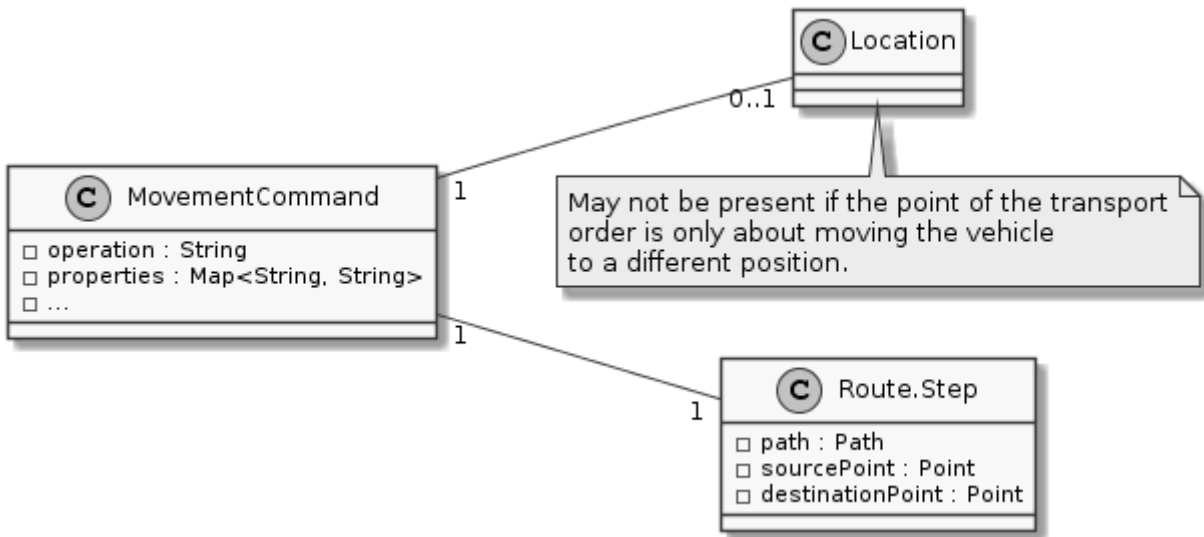 C Location
0..1
1
C MovementCommand
operation : String
properties : Map<String, String>
...
May not be present if the point of the transport
order is only about moving the vehicle
to a different position.
1
1
C Route.Step
path : Path
sourcePoint : Point
destinationPoint : Point